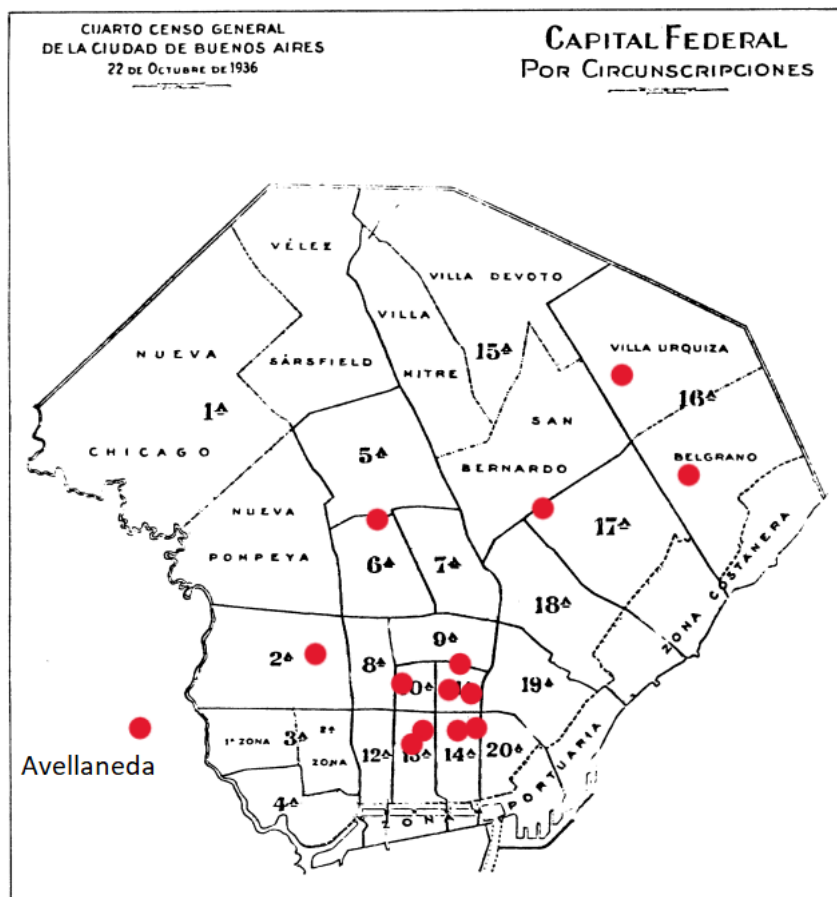 CUARTO CENSO GENERAL
DE LA CIUDAD DE BUENOS AIRES
22 DE OCTUBRE DE 1936
CAPITAL FEDERAL
POR CIRCUNSCRIPCIONES
VÉLEZ
VILLA DEVOTO
VILLA
VILLA URQUIZA
NUEVA
15ª
SÁRSFIELD
MITRE
16ª
1ª
SAN
CHICAGO
5ª
BERNARDO
BELGRANO
NUEVA
17ª
POMPEYA
6ª
7ª
ZONA COSTANERA
18ª
9ª
2ª
8ª
19ª
1ª ZONA
3ª
2ª
ZONA
12ª
13ª
14ª
20ª
PORTUARIA
Avellaneda
4ª
ZONA